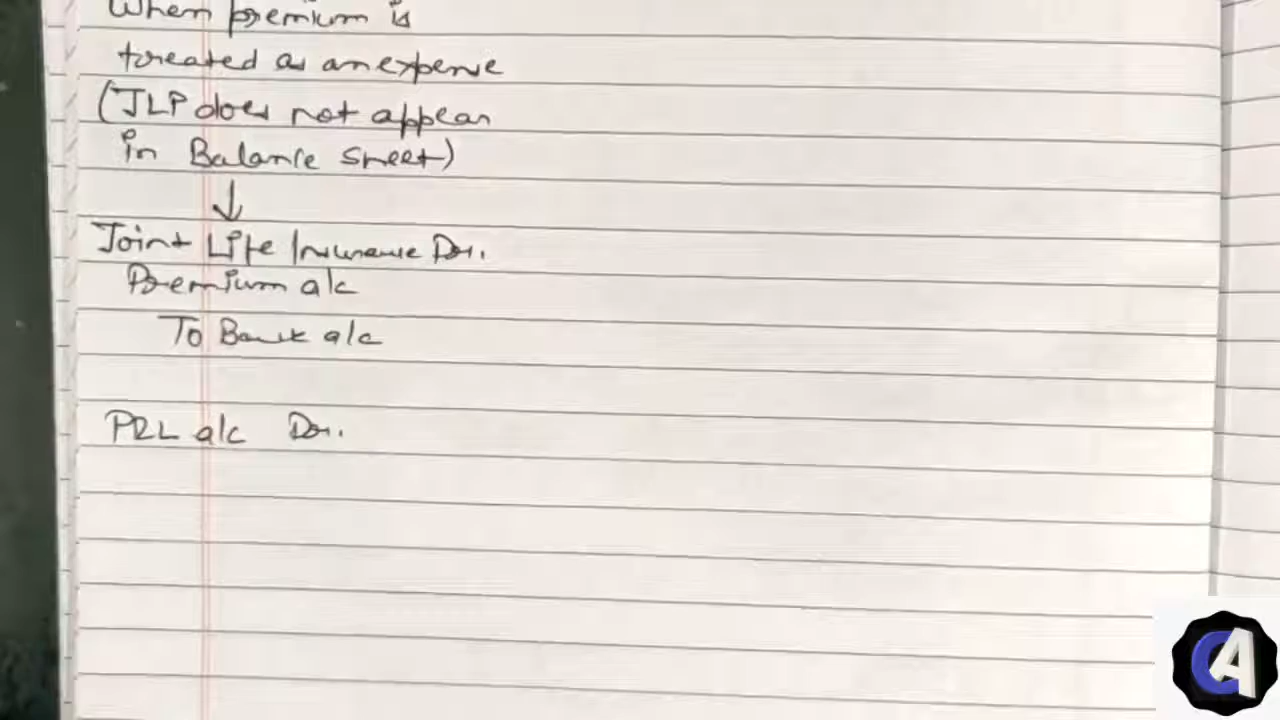 When premium is
treated as an expense
(JLP does not appear
in Balance sheet)
↓
Joint Life Insurance Dr.
Premium a/c
To Bank a/c
P&L a/c Dr.
CA